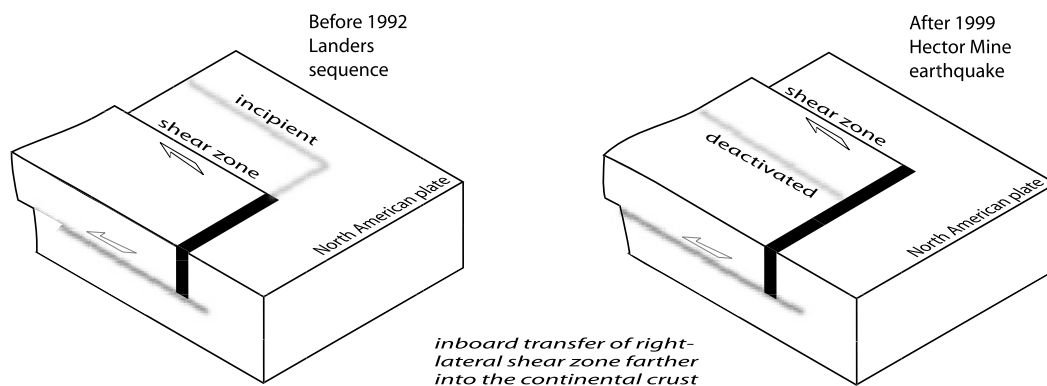 Before 1992
Landers
sequence
incipient
shear zone
North American plate
After 1999
Hector Mine
earthquake
shear zone
deactivated
North American plate
inboard transfer of right-
lateral shear zone farther
into the continental crust